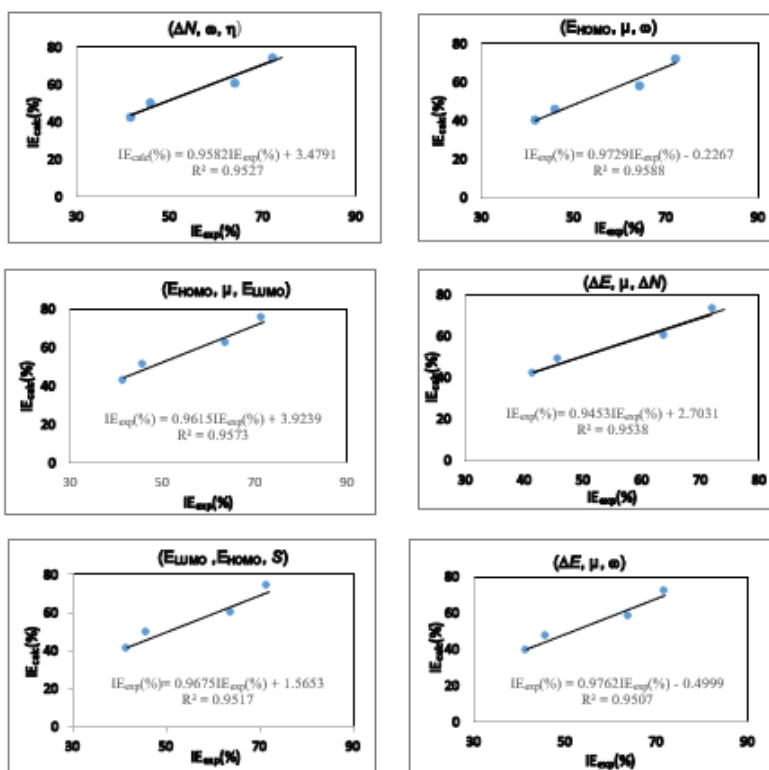 (ΔN, ω, η)
80
60
40
20
0
IEcalc(%)
IEcalc(%) = 0.9582IEexp(%) + 3.4791
R² = 0.9527
30 50 70 90
IEexp(%)
(EHOMO, μ, ω)
80
60
40
20
0
IEcalc(%)
IEexp(%)= 0.9729IEexp(%) - 0.2267
R² = 0.9588
30 50 70 90
IEexp(%)
(EHOMO, μ, ELUMO)
80
60
40
20
0
IEcalc(%)
IEexp(%) = 0.9615IEexp(%) + 3.9239
R² = 0.9573
30 50 70 90
IEexp(%)
(ΔE, μ, ΔN)
80
60
40
20
0
IEcalc(%)
IEexp(%)= 0.9453IEexp(%) + 2.7031
R² = 0.9538
30 40 50 60 70 80
IEexp(%)
(ELUMO ,EHOMO, S)
80
60
40
20
0
IEcalc(%)
IEexp(%)= 0.9675IEexp(%) + 1.5653
R² = 0.9517
30 50 70 90
IEexp(%)
(ΔE, μ, ω)
80
60
40
20
0
IEcalc(%)
IEexp(%) = 0.9762IEexp(%) - 0.4999
R² = 0.9507
30 50 70 90
IEexp(%)